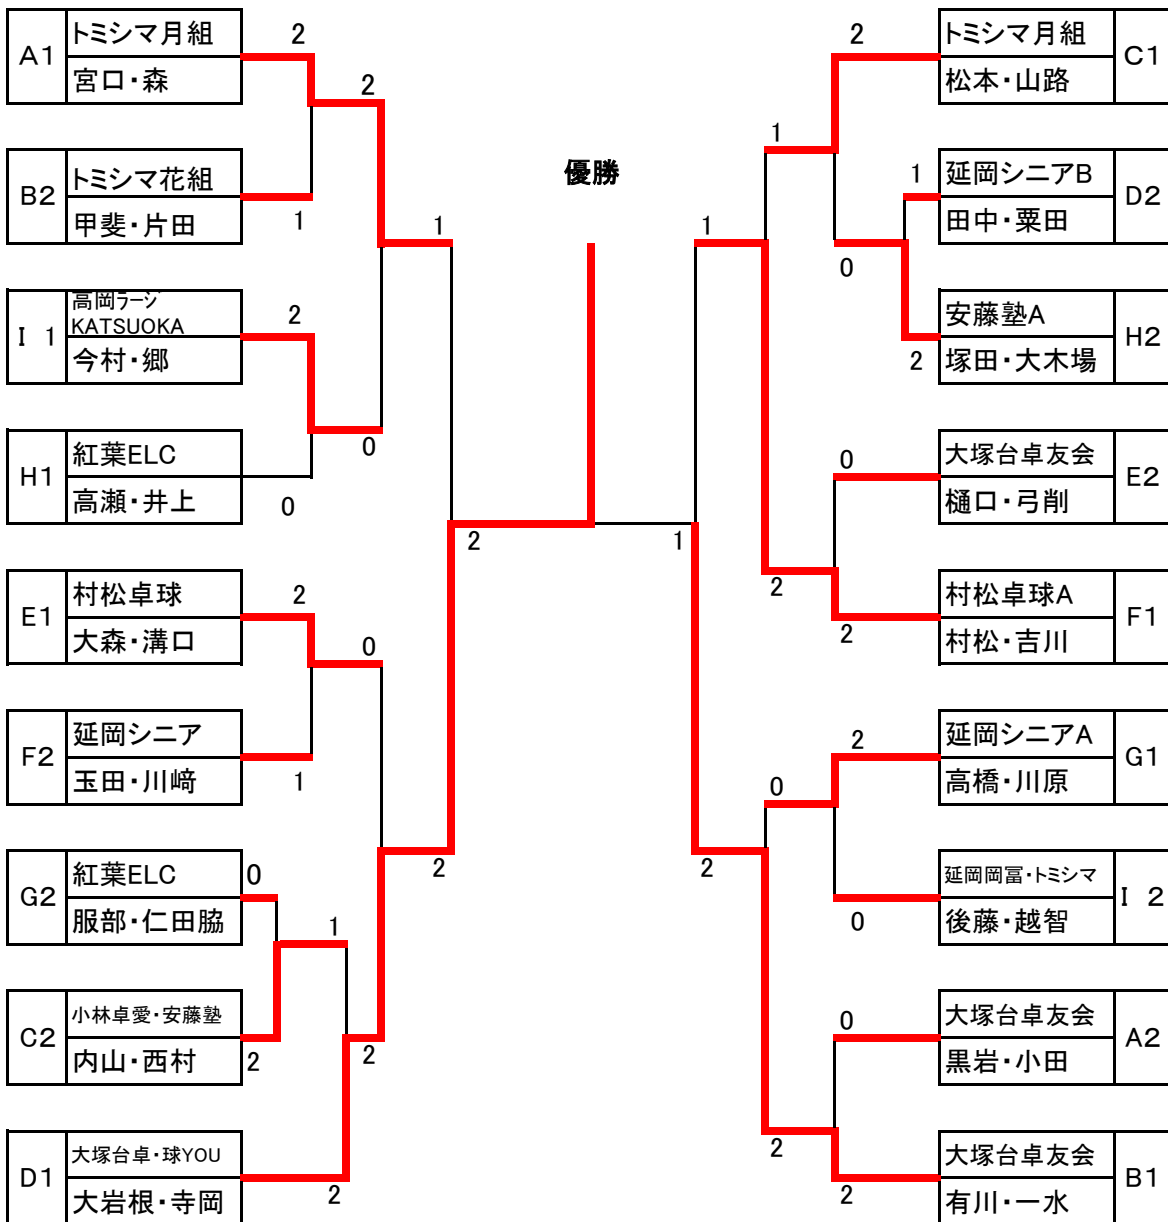 A1
トミシマ月組
宮口・森
2
B2
トミシマ花組
甲斐・片田
1
2
I 1
高岡ラージ
KATSUOKA
今村・郷
2
H1
紅葉ELC
高瀬・井上
0
0
1
E1
村松卓球
大森・溝口
2
F2
延岡シニア
玉田・川﨑
1
0
G2
紅葉ELC
服部・仁田脇
0
C2
小林卓愛・安藤塾
内山・西村
2
1
D1
大塚台卓・球YOU
大岩根・寺岡
2
2
2
2
優勝
1
トミシマ月組
松本・山路
C1
2
延岡シニアB
田中・粟田
D2
1
安藤塾A
塚田・大木場
H2
2
0
1
大塚台卓友会
樋口・弓削
E2
0
村松卓球A
村松・吉川
F1
2
2
1
延岡シニアA
高橋・川原
G1
2
延岡岡冨・トミシマ
後藤・越智
I 2
0
0
大塚台卓友会
黒岩・小田
A2
0
大塚台卓友会
有川・一水
B1
2
2
2